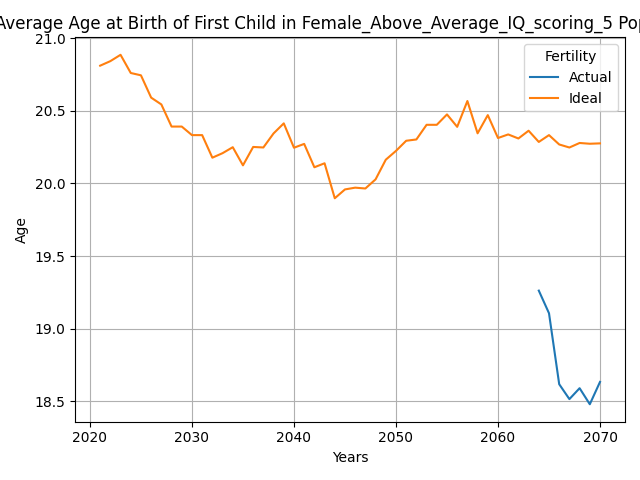 Average Age at Birth of First Child in Female_Above_Average_IQ_scoring_5 Pop
21.0
20.5
20.0
19.5
19.0
18.5
Age
2020 2030 2040 2050 2060 2070
Years
Fertility
Actual
Ideal